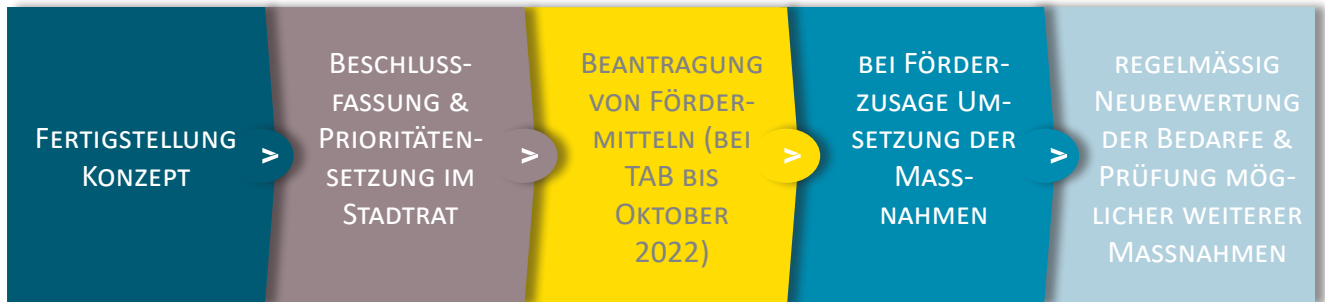 Fertigstellung
Konzept
>
Beschluss-
fassung &
Prioritäten-
setzung im
Stadtrat
>
Beantragung
von Förder-
mitteln (bei
TAB bis
Oktober
2022)
>
bei Förder-
zusage Um-
setzung der
Mass-
nahmen
>
regelmässig
Neubewertung
der Bedarfe &
Prüfung mög-
licher weiterer
Massnahmen